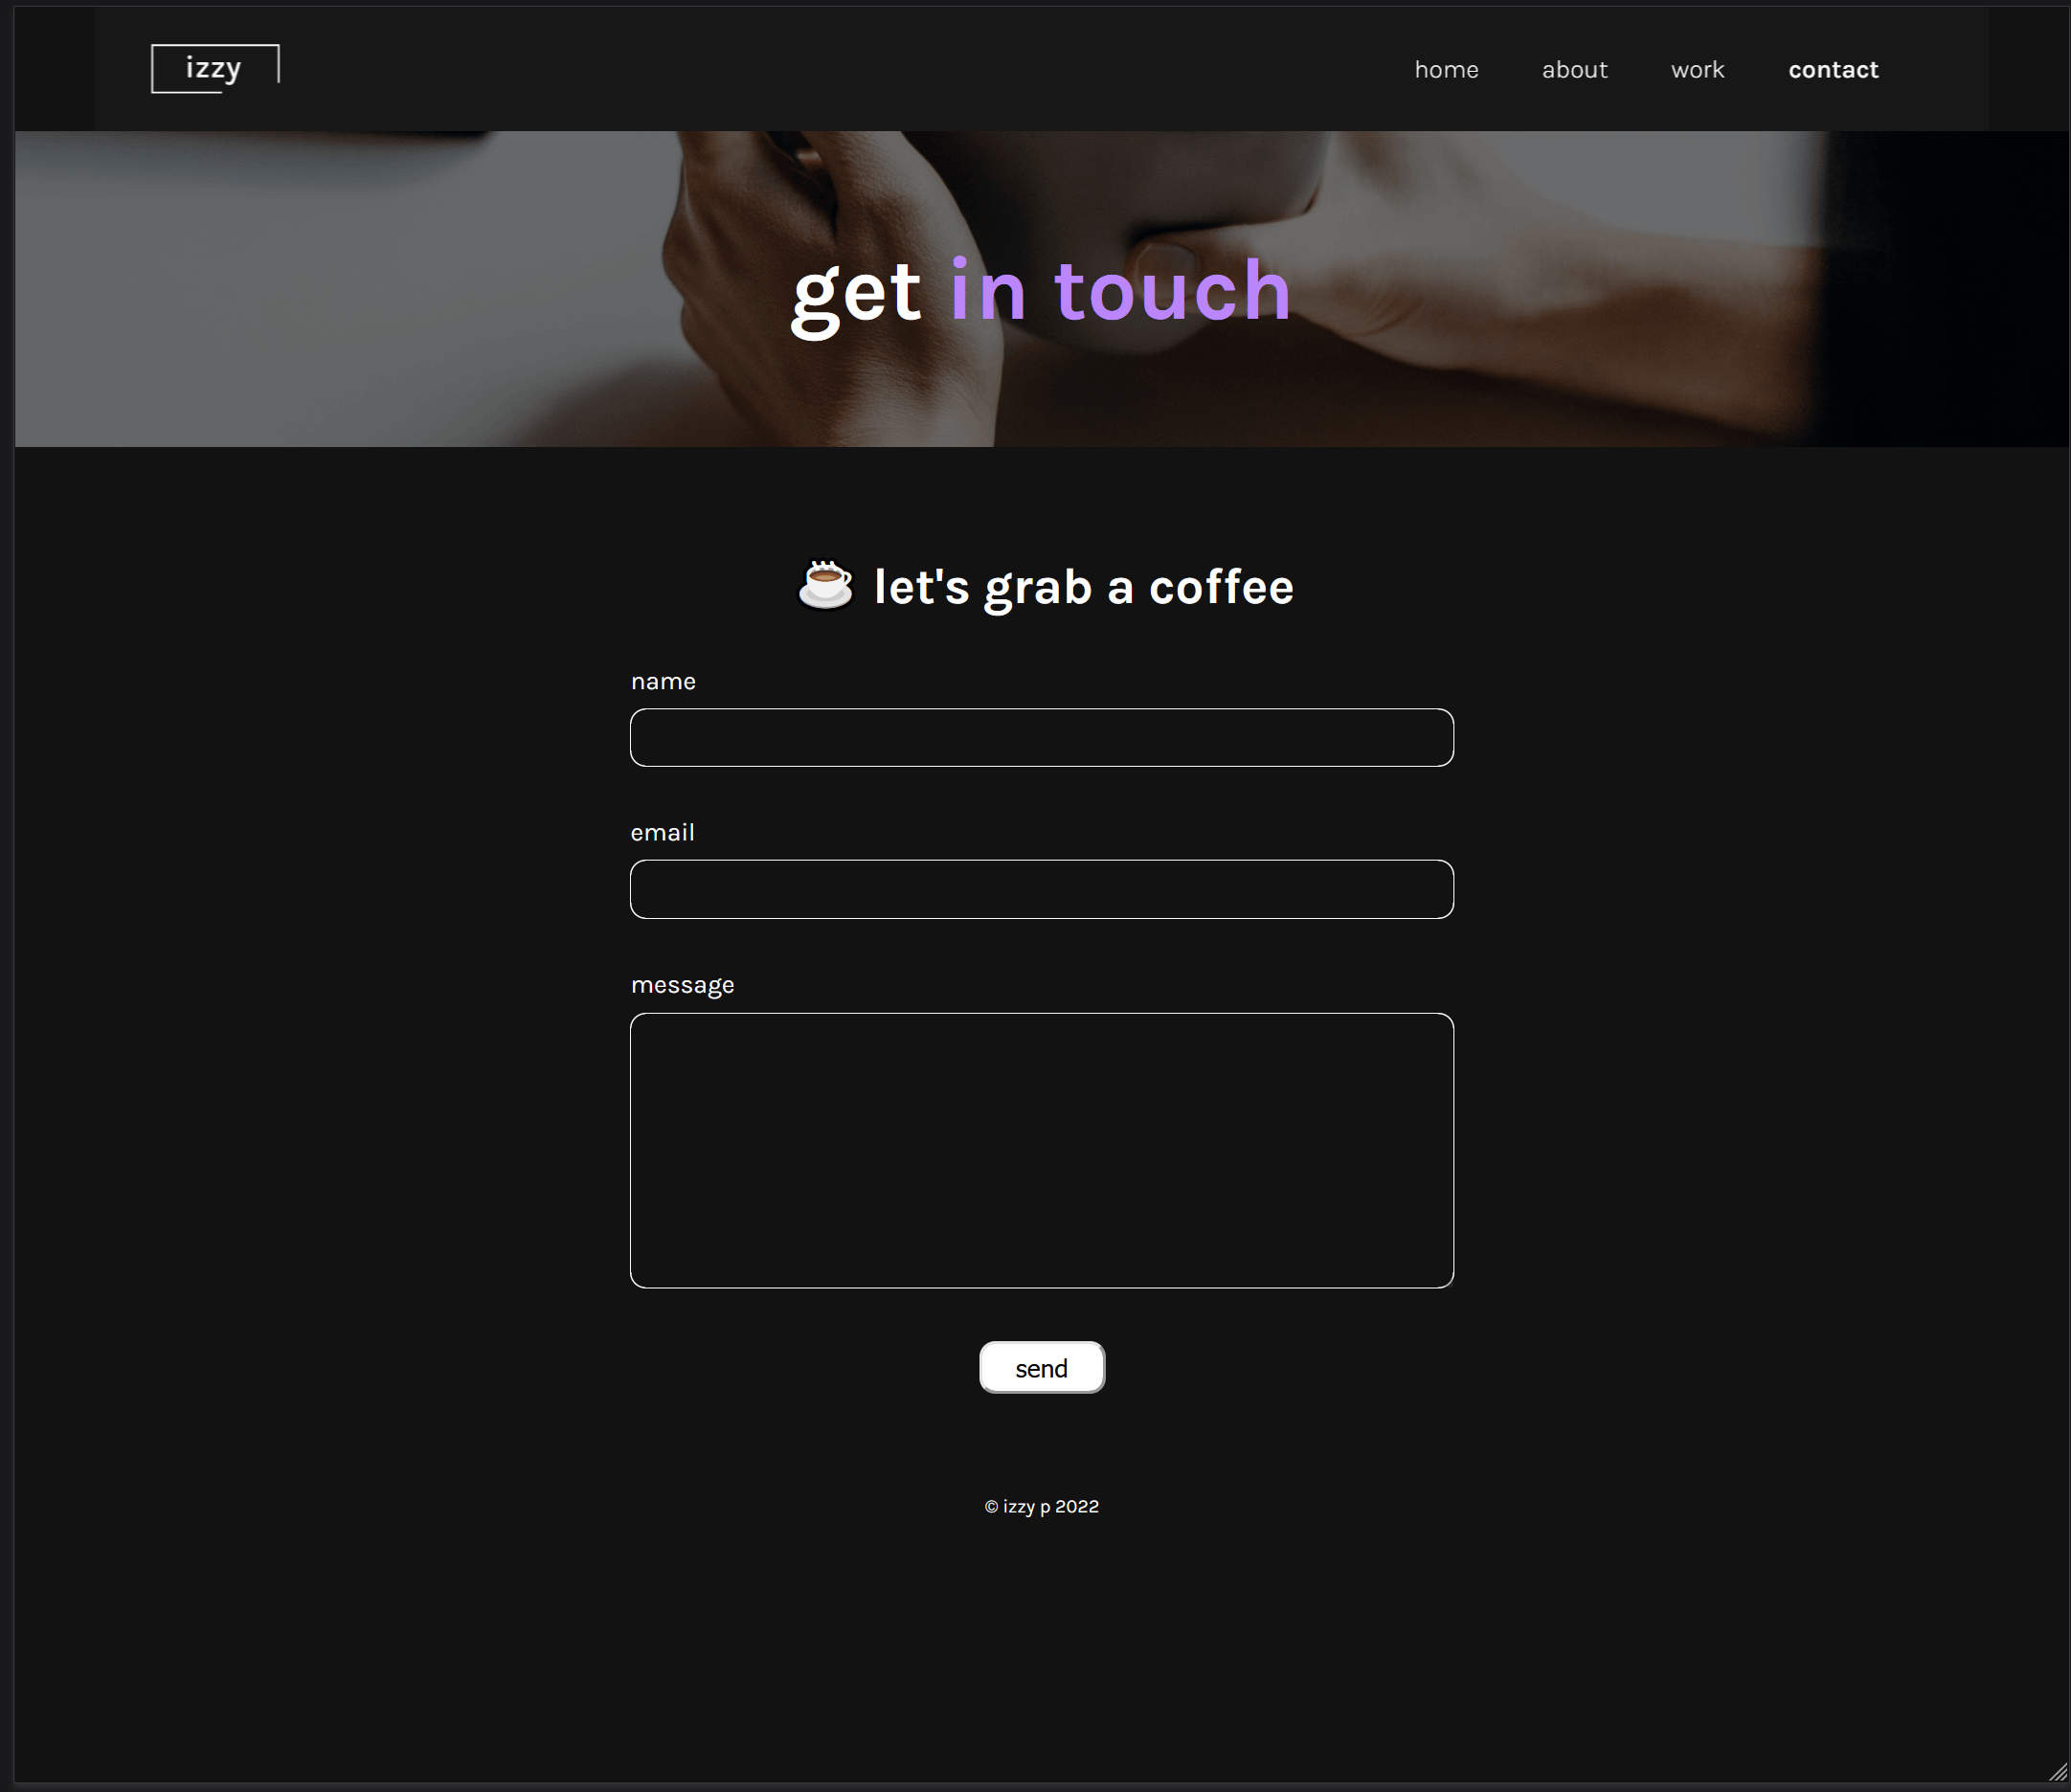 izzy
home about work contact
get in touch
☕ let's grab a coffee
name
email
message
send
© izzy p 2022